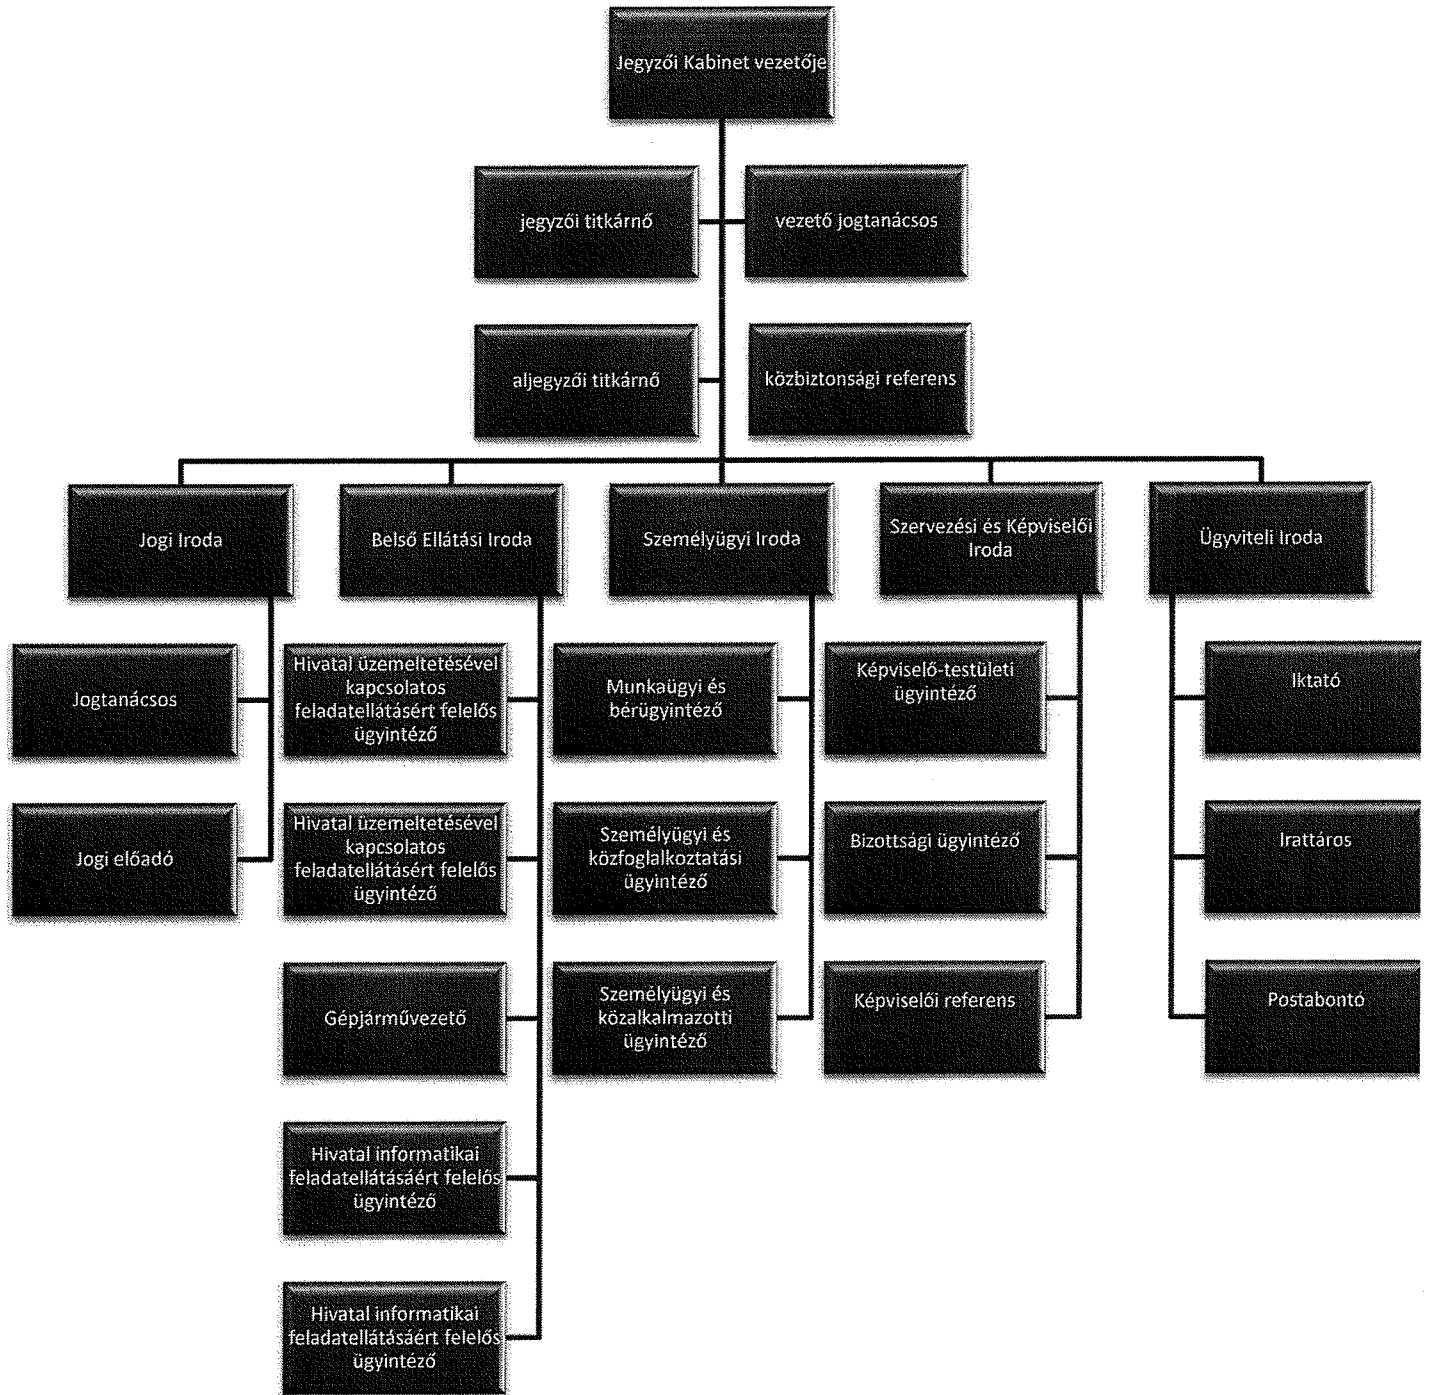 Jegyzői Kabinet vezetője
jegyzői titkárnő
vezető jogtanácsos
aljegyzői titkárnő
közbiztonsági referens
Jogi Iroda
Belső Ellátási Iroda
Személyügyi Iroda
Szervezési és Képviselői
Iroda
Ügyviteli Iroda
Jogtanácsos
Jogi előadó
Hivatal üzemeltetésével
kapcsolatos
feladatellátásért felelős
ügyintéző
Hivatal üzemeltetésével
kapcsolatos
feladatellátásért felelős
ügyintéző
Gépjárművezető
Hivatal informatikai
feladatellátásáért felelős
ügyintéző
Hivatal informatikai
feladatellátásáért felelős
ügyintéző
Munkaügyi és
bérügyintéző
Személyügyi és
közfoglalkoztatási
ügyintéző
Személyügyi és
közalkalmazotti
ügyintéző
Képviselő-testületi
ügyintéző
Bizottsági ügyintéző
Képviselői referens
Iktató
Irattáros
Postabontó